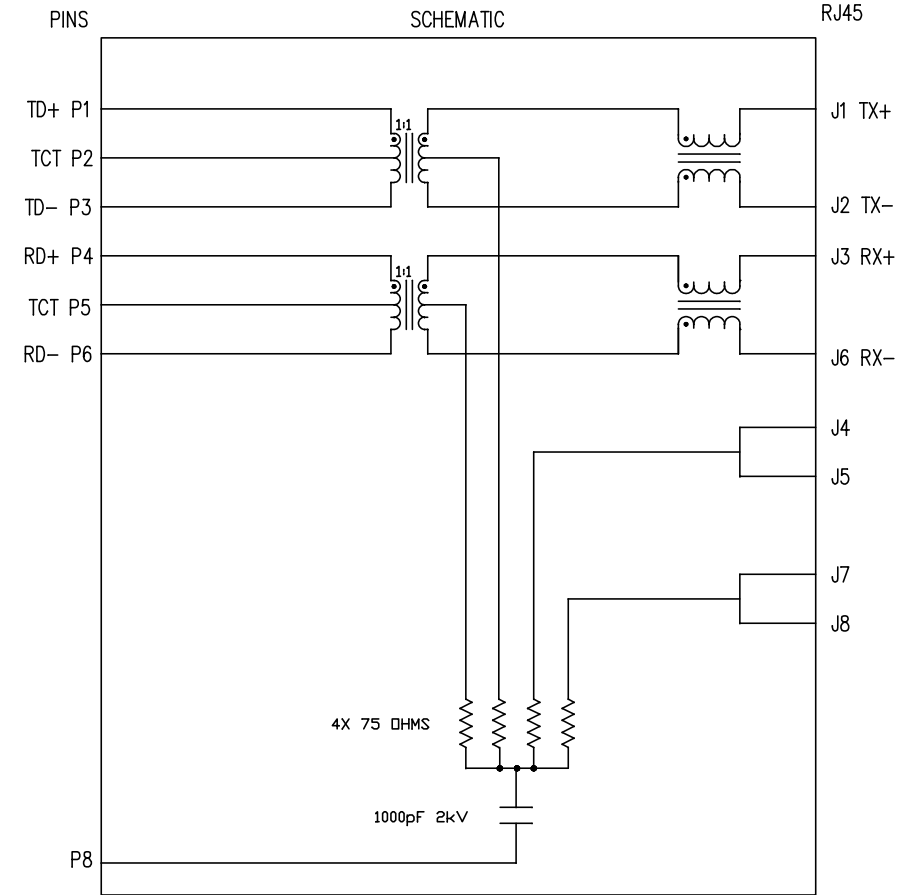 PINS SCHEMATIC RJ45
TD+ P1 1:1 J1 TX+
TCT P2
TD- P3 J2 TX-
RD+ P4 1:1 J3 RX+
TCT P5
RD- P6 J6 RX-
J4
J5
J7
J8
4X 75 OHMS
1000pF 2kV
P8